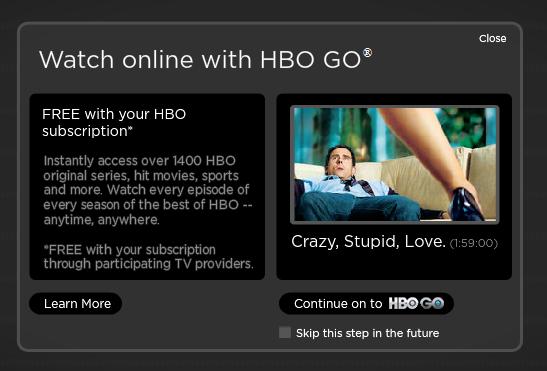 Close
Watch online with HBO GO®
FREE with your HBO
subscription*
Instantly access over 1400 HBO
original series, hit movies, sports
and more. Watch every episode of
every season of the best of HBO --
anytime, anywhere.
*FREE with your subscription
through participating TV providers.
Crazy, Stupid, Love. (1:59:00)
Learn More
Continue on to HBO GO
Skip this step in the future